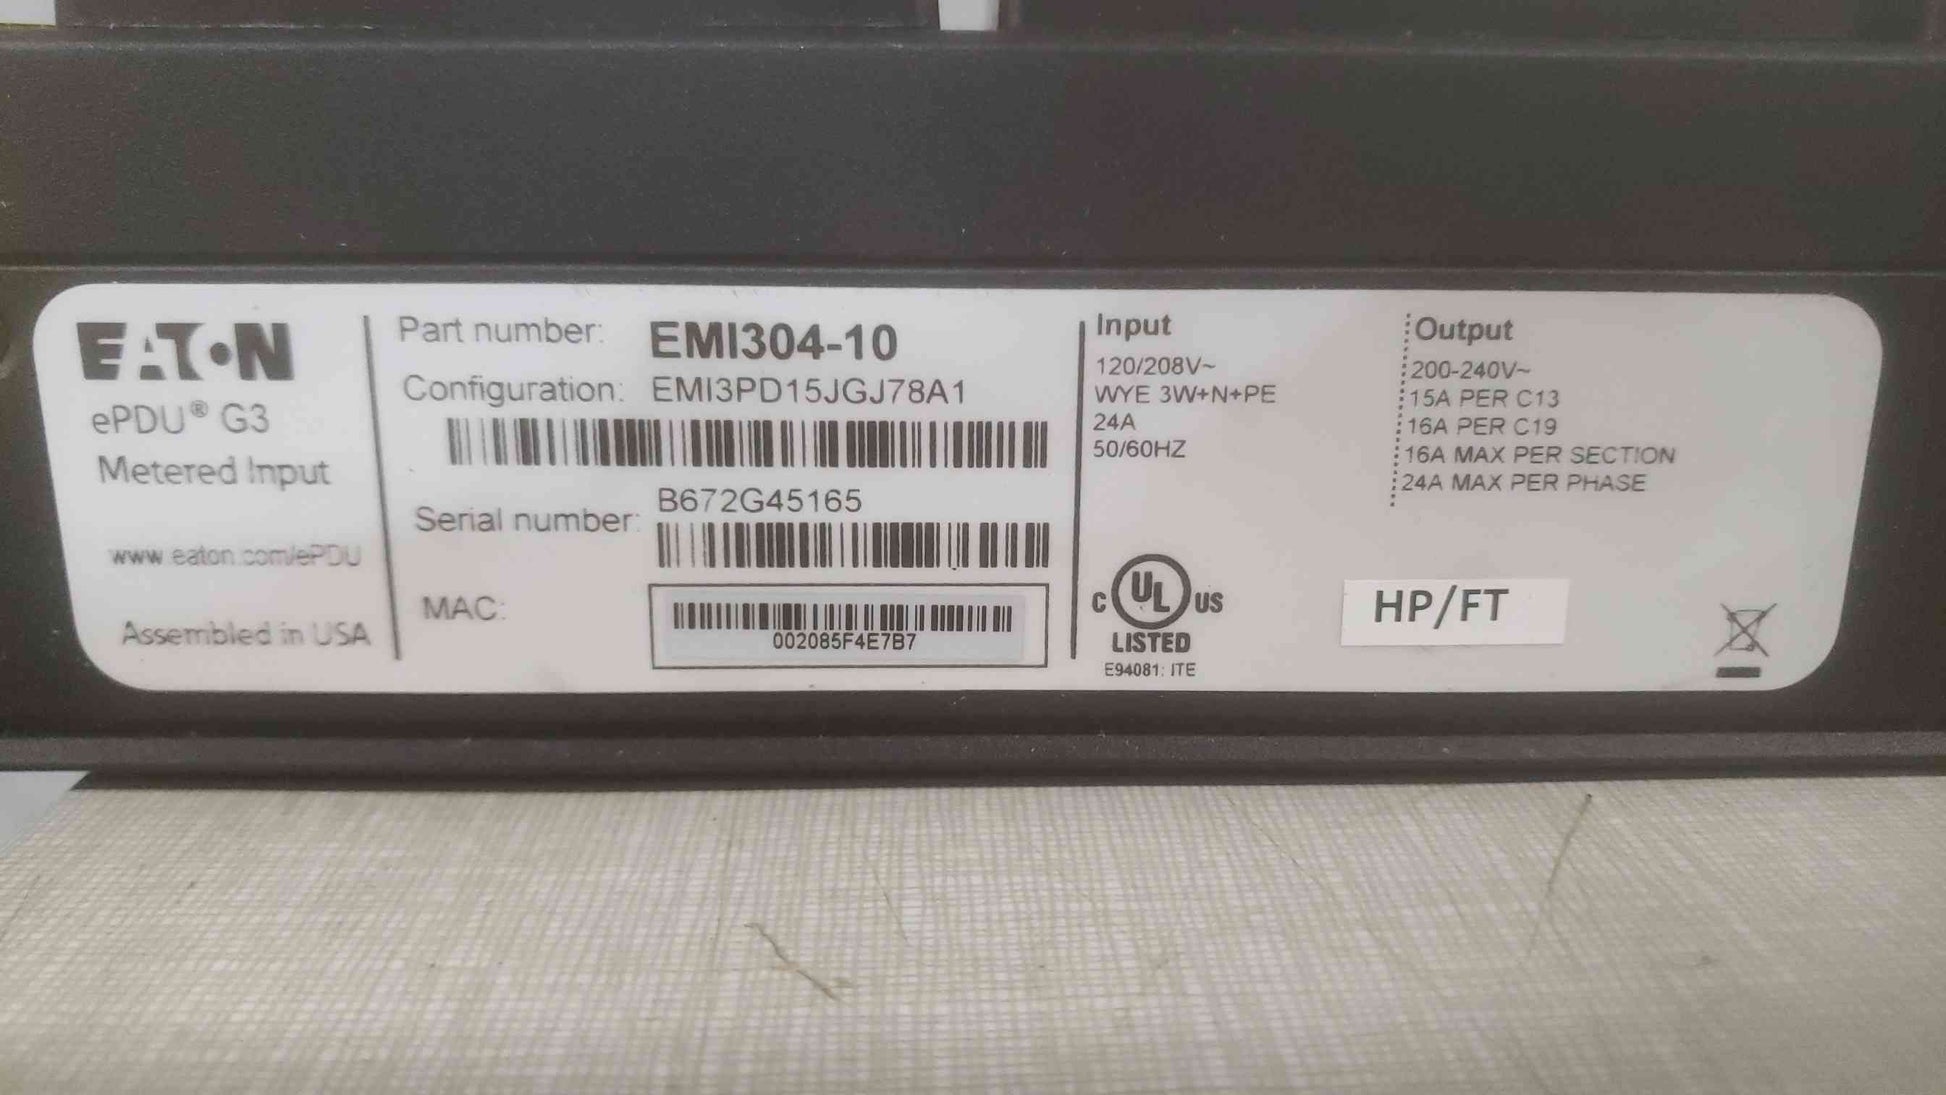 EATON
ePDU® G3
Metered Input
www.eaton.com/ePDU
Assembled in USA
Part number: EMI304-10
Configuration: EMI3PD15JGJ78A1
Serial number: B672G45165
MAC:
002085F4E7B7
Input
120/208V~
WYE 3W+N+PE
24A
50/60HZ
C UL US
LISTED
E94081: ITE
Output
200-240V~
15A PER C13
16A PER C19
16A MAX PER SECTION
24A MAX PER PHASE
HP/FT